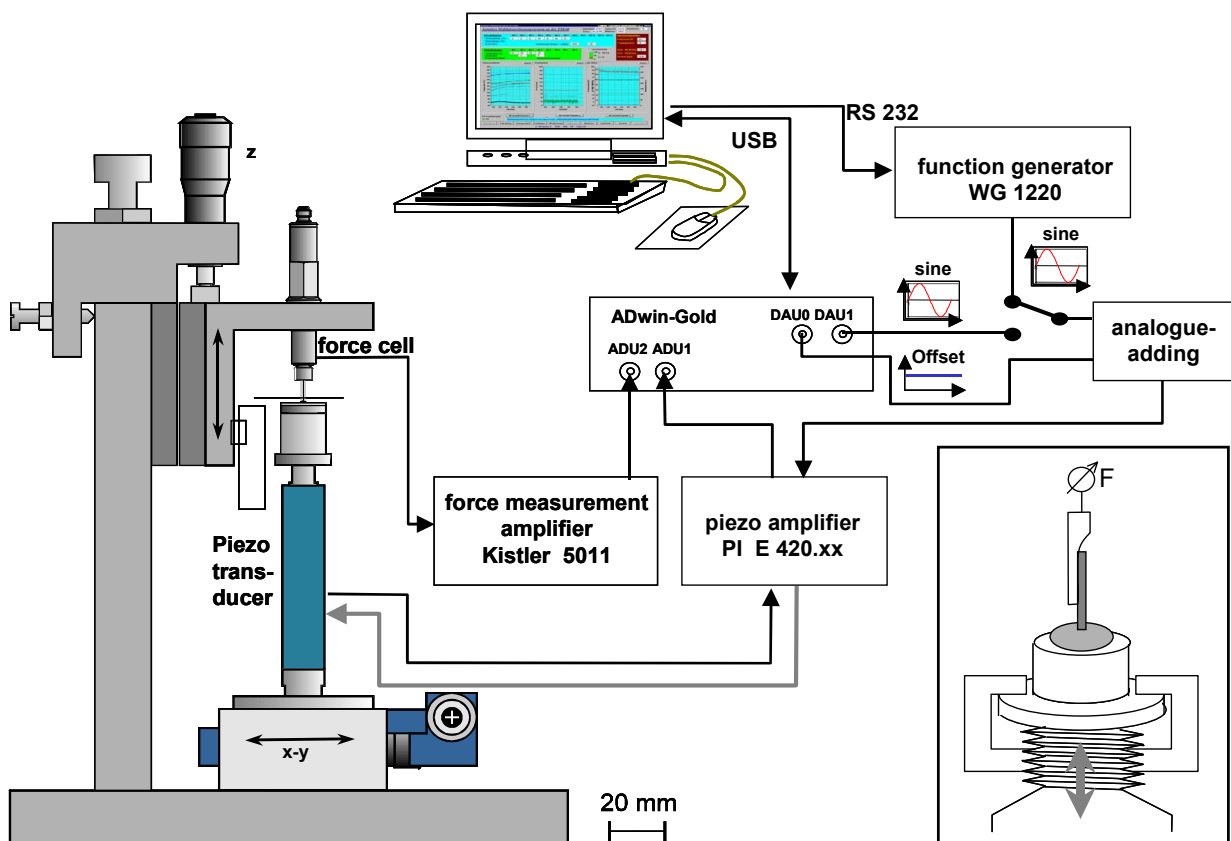 z
RS 232
USB
function generator
WG 1220
sine
sine
ADwin-Gold
DAU0 DAU1
ADU2 ADU1
Offset
analogue-
adding
force cell
force measurement
amplifier
Kistler 5011
piezo amplifier
PI E 420.xx
Piezo
trans-
ducer
F
x-y
20 mm